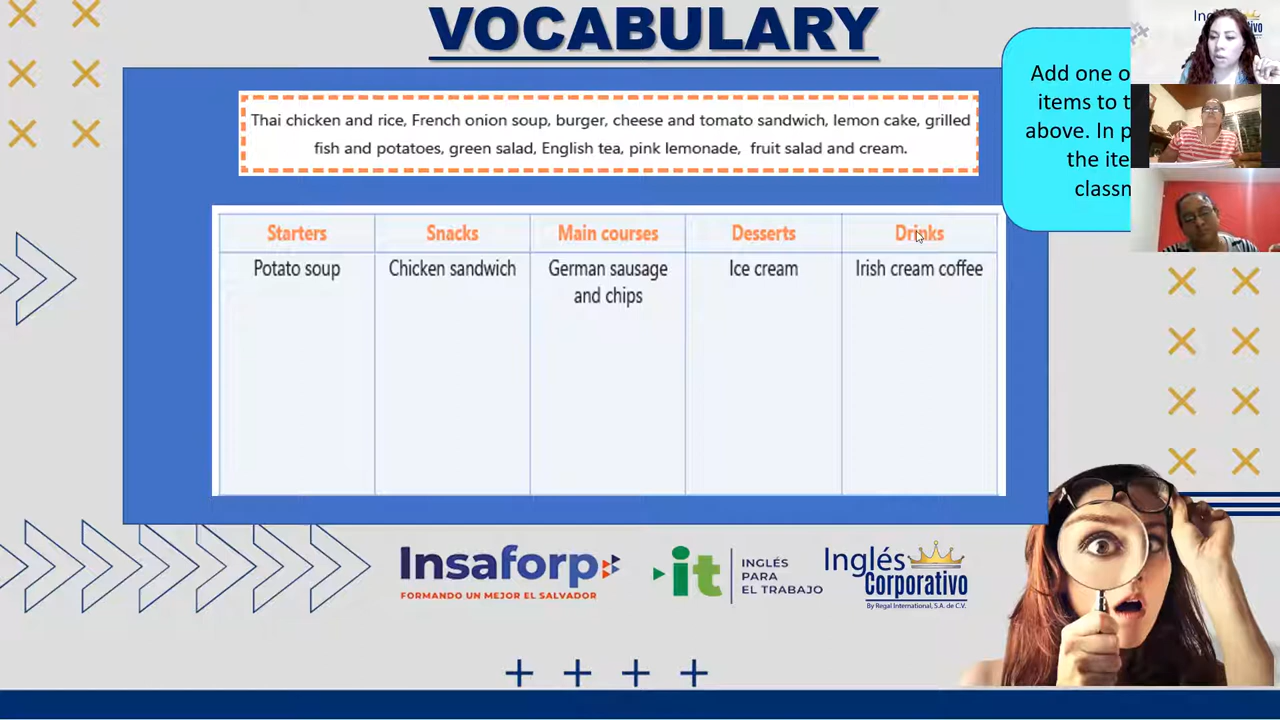 VOCABULARY
Thai chicken and rice, French onion soup, burger, cheese and tomato sandwich, lemon cake, grilled
fish and potatoes, green salad, English tea, pink lemonade, fruit salad and cream.
Add one o
items to t
above. In p
the ite
classm
Starters Snacks Main courses Desserts Drinks
Potato soup Chicken sandwich German sausage Ice cream Irish cream coffee
and chips
Insaforp
FORMANDO UN MEJOR EL SALVADOR
it
INGLÉS
PARA
EL TRABAJO
Inglés
Corporativo
By Regal International, S.A. de C.V.